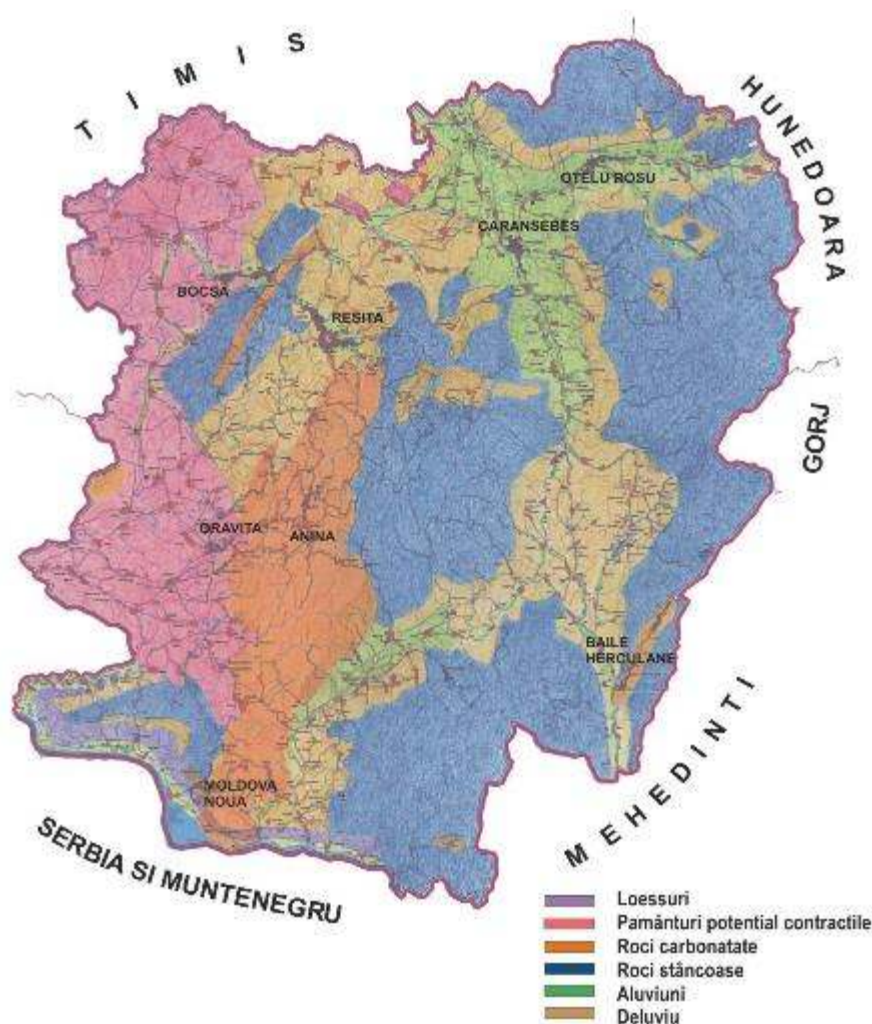 TIMIS
HUNEDOARA
OTELU ROSU
CARANSEBES
BOCSA
RESITA
GORJ
ORAVITA
ANINA
BAILE
HERCULANE
MOLDOVA
NOUA
MEHEDINTI
SERBIA SI MUNTENEGRU
Loessuri
Pamânturi potential contractile
Roci carbonatate
Roci stâncoase
Aluviuni
Deluviu